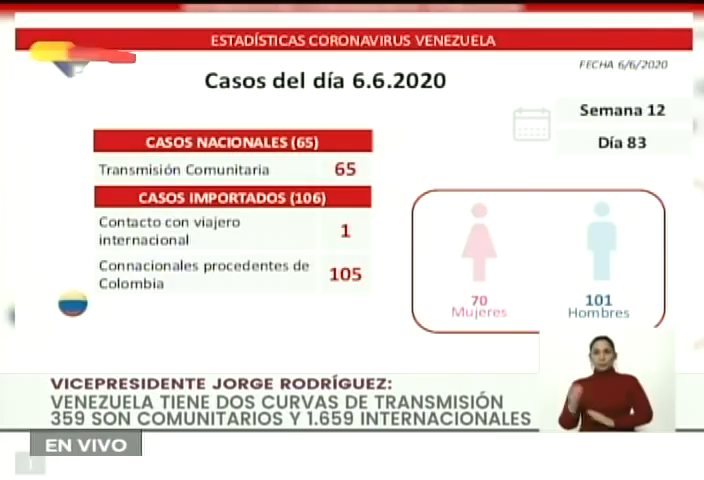 ESTADÍSTICAS CORONAVIRUS VENEZUELA
FECHA 6/6/2020
Casos del día 6.6.2020
Semana 12
Día 83
CASOS NACIONALES (65)
Transmisión Comunitaria 65
CASOS IMPORTADOS (106)
Contacto con viajero
internacional 1
Connacionales procedentes de
Colombia 105
70 101
Mujeres Hombres
VICEPRESIDENTE JORGE RODRÍGUEZ:
VENEZUELA TIENE DOS CURVAS DE TRANSMISIÓN
359 SON COMUNITARIOS Y 1.659 INTERNACIONALES
EN VIVO